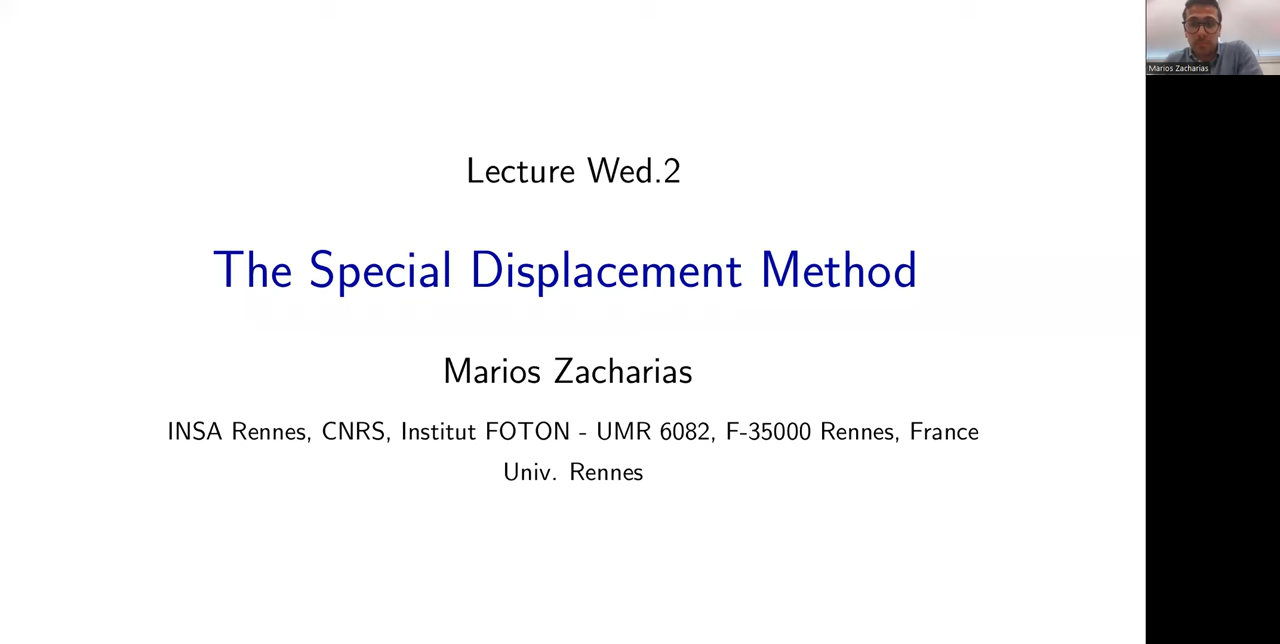 Lecture Wed.2
The Special Displacement Method
Marios Zacharias
INSA Rennes, CNRS, Institut FOTON - UMR 6082, F-35000 Rennes, France
Univ. Rennes
Marios Zacharias